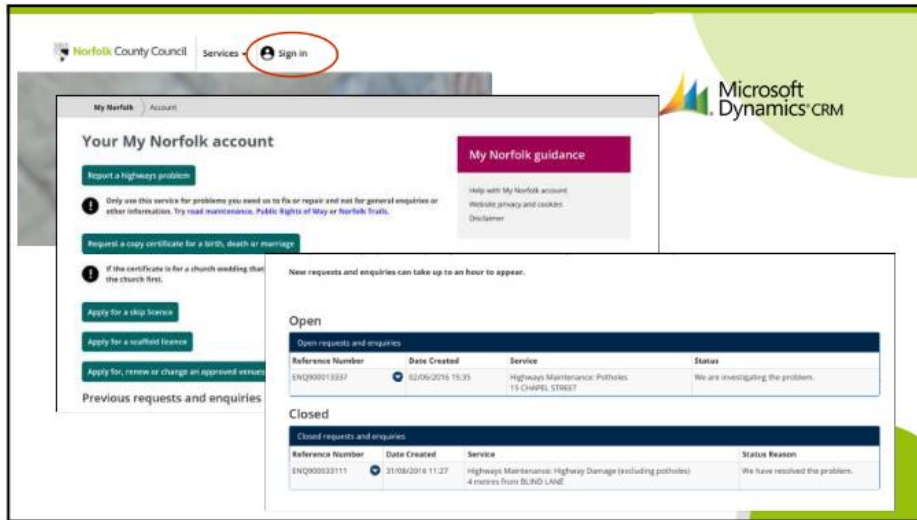 Norfolk County Council
Services
Sign in
Microsoft
Dynamics CRM
My Norfolk
Account
Your My Norfolk account
Report a highways problem
Only use this service for problems you need us to fix or repair and not for general enquiries or
other information. Try road maintenance, Public Rights of Way or Norfolk Trails.
Request a copy certificate for a birth, death or marriage
If the certificate is for a church wedding that
the church first.
Apply for a skip licence
Apply for a scaffold licence
Apply for, renew or change an approved venues
Previous requests and enquiries
My Norfolk guidance
Help with My Norfolk account
Website privacy and cookies
Disclaimer
New requests and enquiries can take up to an hour to appear.
Open
Open requests and enquiries
Reference Number Date Created Service Status
ENQ900013337 02/06/2016 15:35 Highways Maintenance: Potholes We are investigating the problem.
15 CHAPEL STREET
Closed
Closed requests and enquiries
Reference Number Date Created Service Status Reason
ENQ900033111 31/08/2016 11:27 Highways Maintenance: Highway Damage (excluding potholes) We have resolved the problem.
4 metres from BLIND LANE